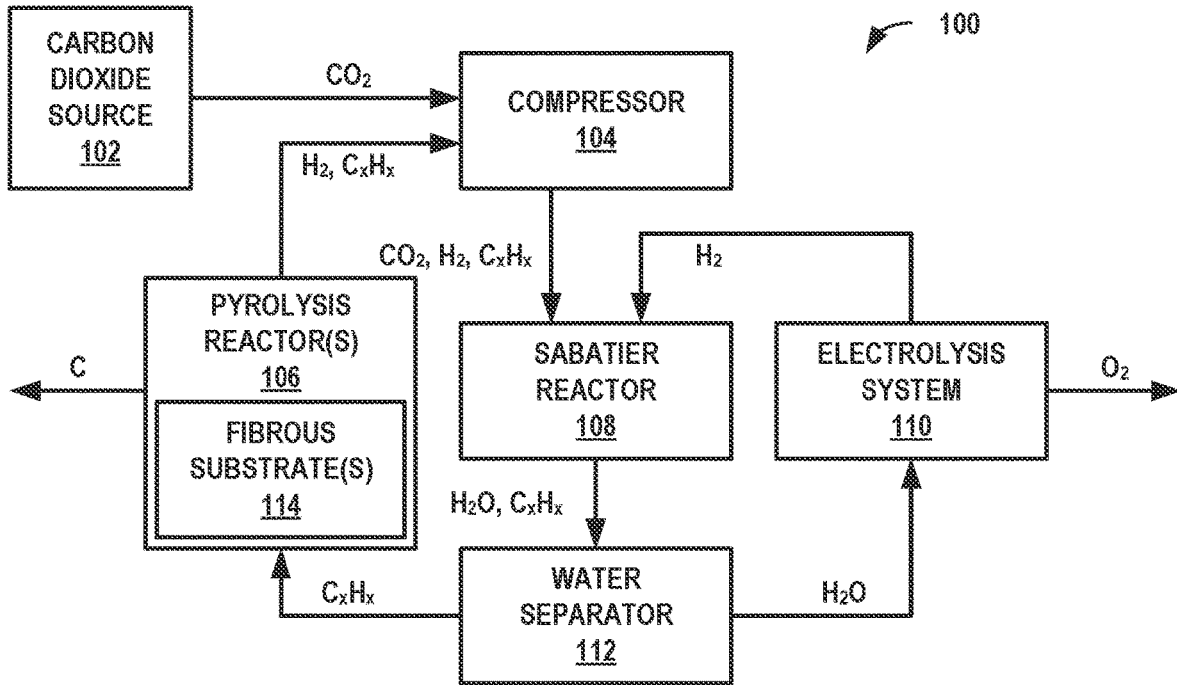 100
CARBON
DIOXIDE
SOURCE
102
CO₂
COMPRESSOR
104
H₂, CₓHₓ
CO₂, H₂, CₓHₓ
H₂
PYROLYSIS
REACTOR(S)
106
C
FIBROUS
SUBSTRATE(S)
114
SABATIER
REACTOR
108
ELECTROLYSIS
SYSTEM
110
O₂
H₂O, CₓHₓ
CₓHₓ
WATER
SEPARATOR
112
H₂O